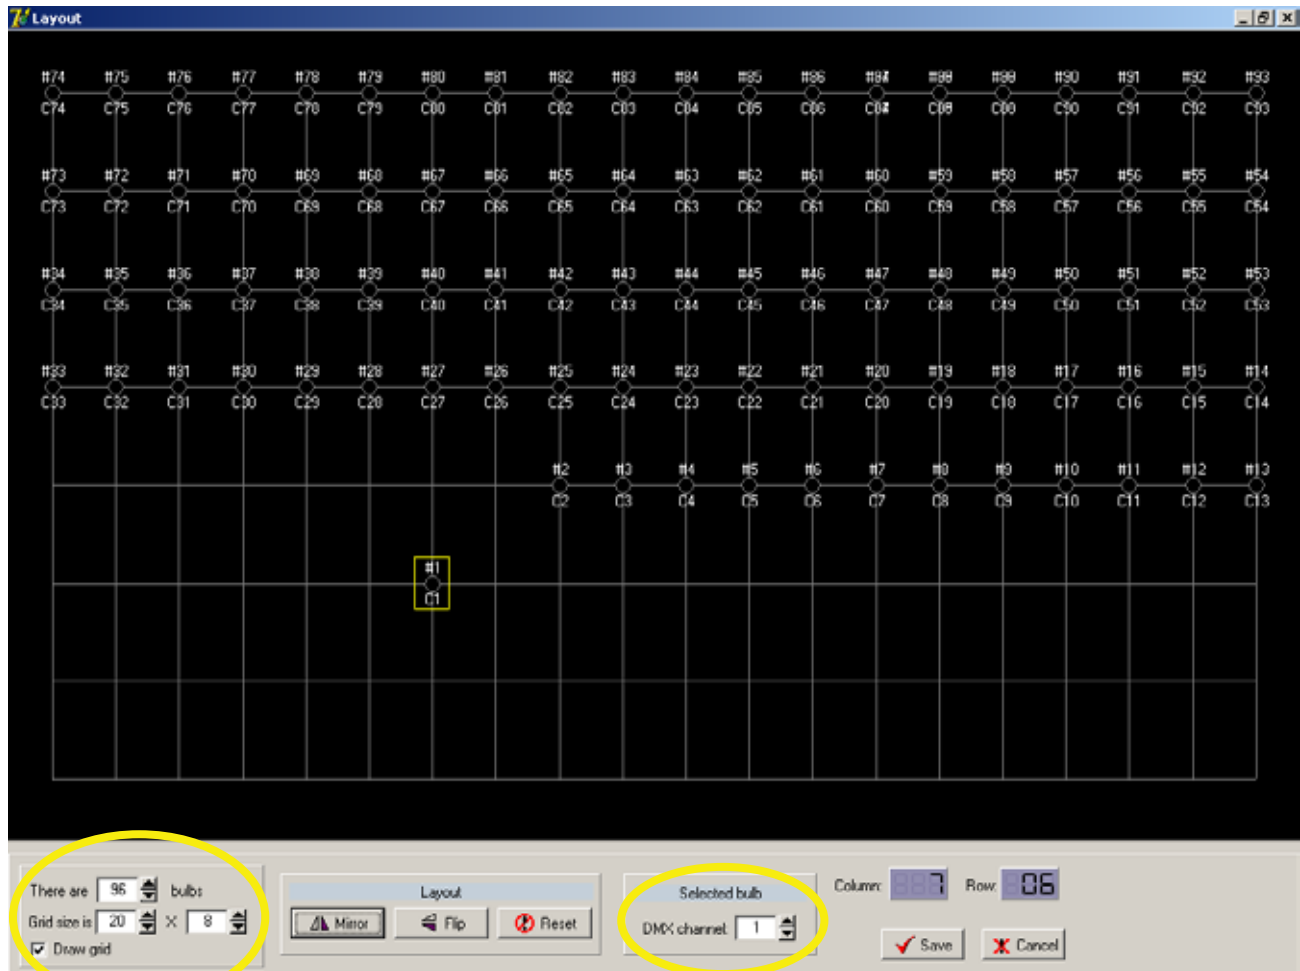 Layout
#74 #75 #76 #77 #78 #79 #80 #81 #82 #83 #84 #85 #86 #89 #90 #91 #92 #93
C74 C75 C76 C77 C78 C79 C80 C81 C82 C83 C84 C85 C86 C89 C90 C91 C92 C93
#73 #72 #71 #70 #69 #68 #67 #66 #65 #64 #63 #62 #61 #60 #59 #58 #57 #56 #55 #54
C73 C72 C71 C70 C69 C68 C67 C66 C65 C64 C63 C62 C61 C60 C59 C58 C57 C56 C55 C54
#34 #35 #36 #37 #38 #39 #40 #41 #42 #43 #44 #45 #46 #47 #48 #49 #50 #51 #52 #53
C34 C35 C36 C37 C38 C39 C40 C41 C42 C43 C44 C45 C46 C47 C48 C49 C50 C51 C52 C53
#33 #32 #31 #30 #29 #28 #27 #26 #25 #24 #23 #22 #21 #20 #19 #18 #17 #16 #15 #14
C33 C32 C31 C30 C29 C28 C27 C26 C25 C24 C23 C22 C21 C20 C19 C18 C17 C16 C15 C14
#2 #3 #4 #5 #6 #7 #8 #9 #10 #11 #12 #13
C2 C3 C4 C5 C6 C7 C8 C9 C10 C11 C12 C13
#1
C1
There are 96 bulbs
Grid size is 20 X 8
Draw grid
Layout
Mirror Flip Reset
Selected bulb
DMX channel: 1
Column: 7 Row: 06
Save Cancel